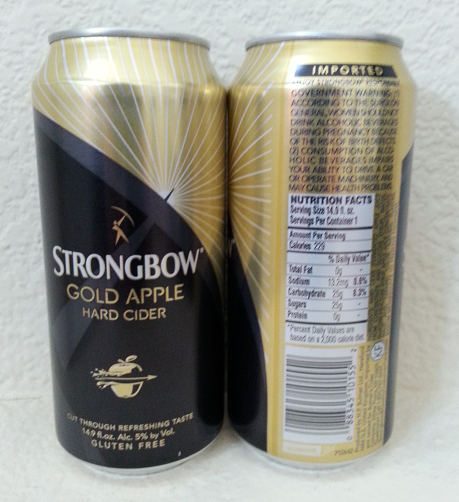 STRONGBOW
GOLD APPLE
HARD CIDER
CUT THROUGH REFRESHING TASTE
14.9 fl.oz. Alc. 5% by Vol.
GLUTEN FREE
IMPORTED
ENJOY STRONGBOW RESPONSIBLY
GOVERNMENT WARNING:
ACCORDING TO THE SURGEON
GENERAL, WOMEN SHOULD NOT
DRINK ALCOHOLIC BEVERAGES
DURING PREGNANCY BECAUSE
OF THE RISK OF BIRTH DEFECTS.
(2) CONSUMPTION OF ALCO-
HOLIC BEVERAGES IMPAIRS
YOUR ABILITY TO DRIVE A CAR
OR OPERATE MACHINERY, AND
MAY CAUSE HEALTH PROBLEMS.
NUTRITION FACTS
Serving Size 14.9 fl. oz.
Servings Per Container 1
Amount Per Serving
Calories 229
% Daily Value*
Total Fat 0g -
Sodium 13.2mg 0.6%
Carbohydrate 25g 8.3%
Sugars 25g -
Protein 0g -
*Percent Daily Values are
based on a 2,000 calorie diet.